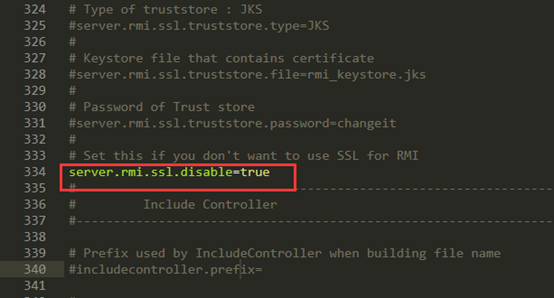 324 # Type of truststore : JKS
325 #server.rmi.ssl.truststore.type=JKS
326 #
327 # Keystore file that contains certificate
328 #server.rmi.ssl.truststore.file=rmi_keystore.jks
329 #
330 # Password of Trust store
331 #server.rmi.ssl.truststore.password=changeit
332 #
333 # Set this if you don't want to use SSL for RMI
334 server.rmi.ssl.disable=true
335 #---------------------------------------------------------------------------
336 #         Include Controller
337 #---------------------------------------------------------------------------
338
339 # Prefix used by IncludeController when building file name
340 #includecontroller.prefix=
341